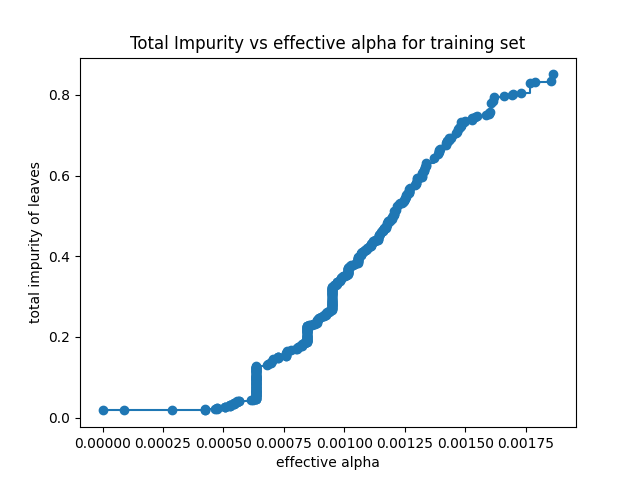 Total Impurity vs effective alpha for training set
total impurity of leaves
0.8
0.6
0.4
0.2
0.0
0.00000 0.00025 0.00050 0.00075 0.00100 0.00125 0.00150 0.00175
effective alpha